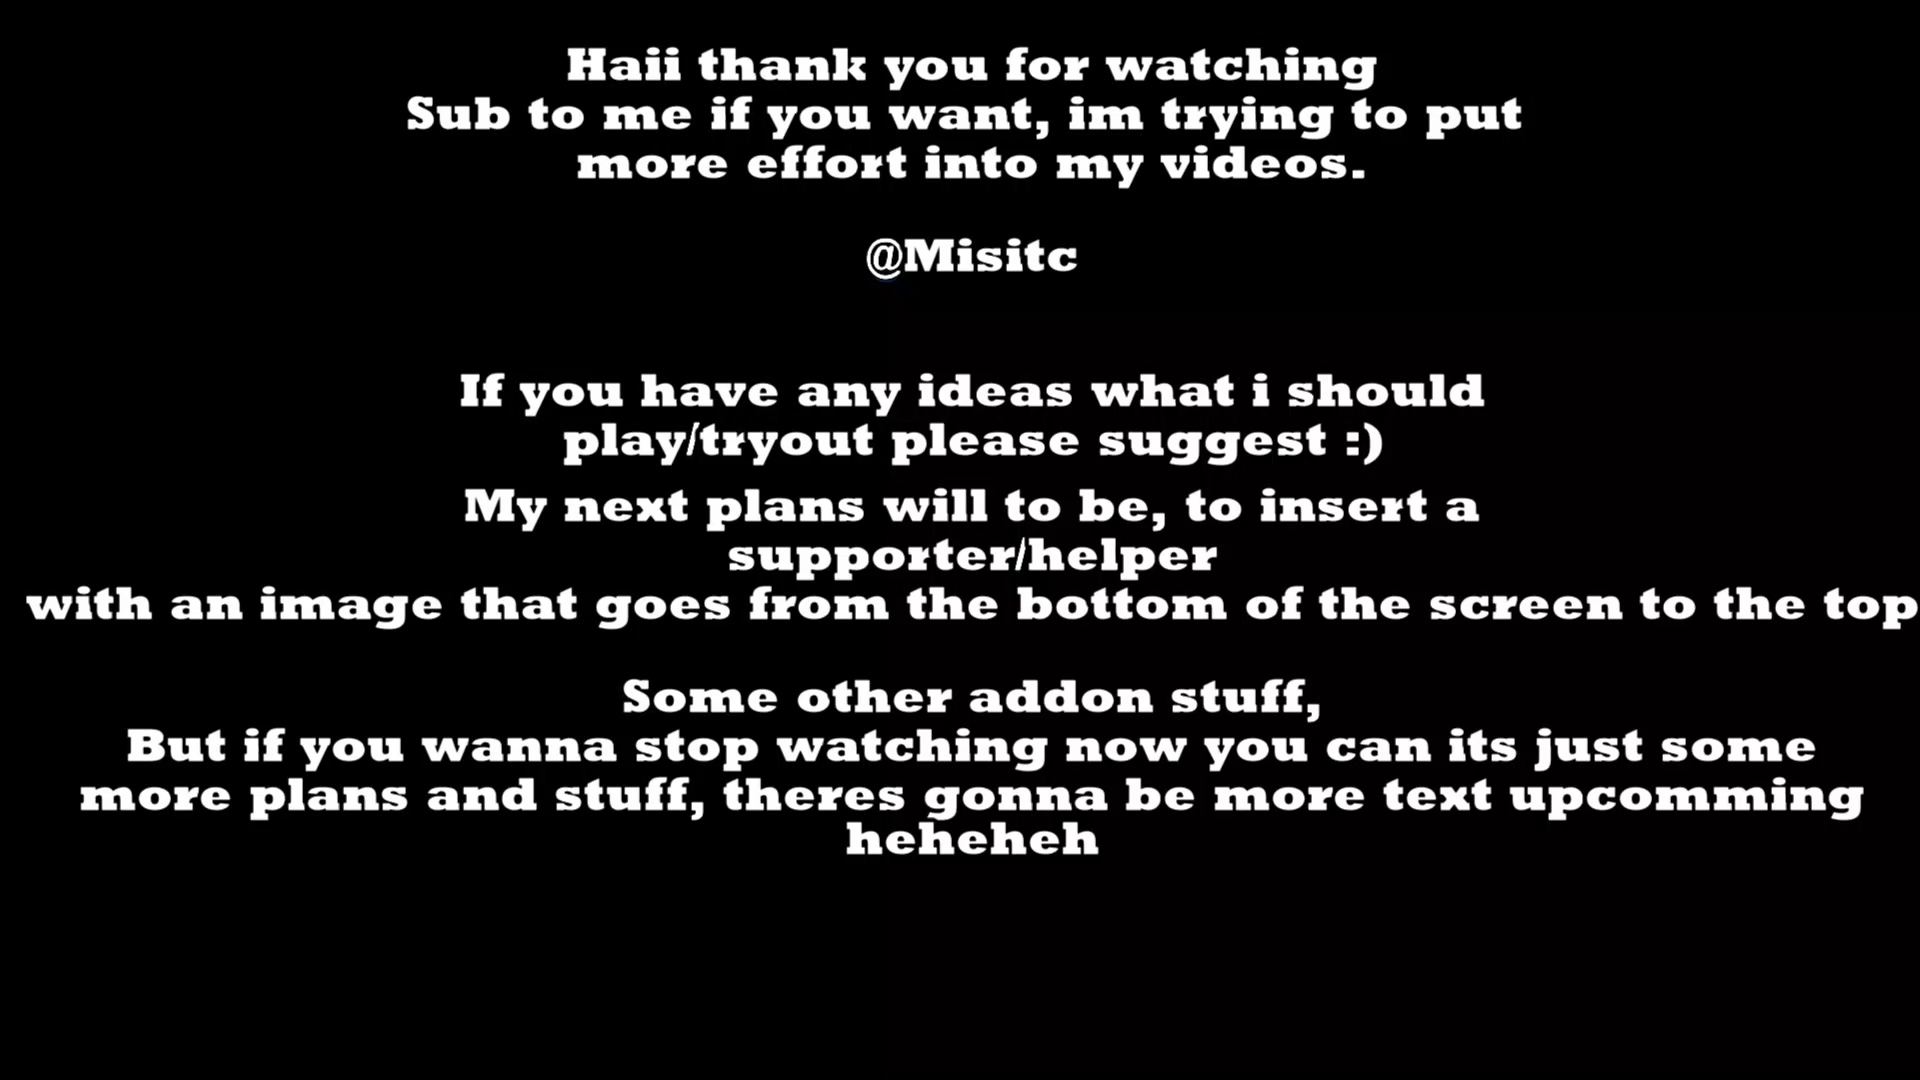 Haii thank you for watching
Sub to me if you want, im trying to put
more effort into my videos.
@Misitc
If you have any ideas what i should
play/tryout please suggest :)
My next plans will to be, to insert a
supporter/helper
with an image that goes from the bottom of the screen to the top
Some other addon stuff,
But if you wanna stop watching now you can its just some
more plans and stuff, theres gonna be more text upcomming
heheheh